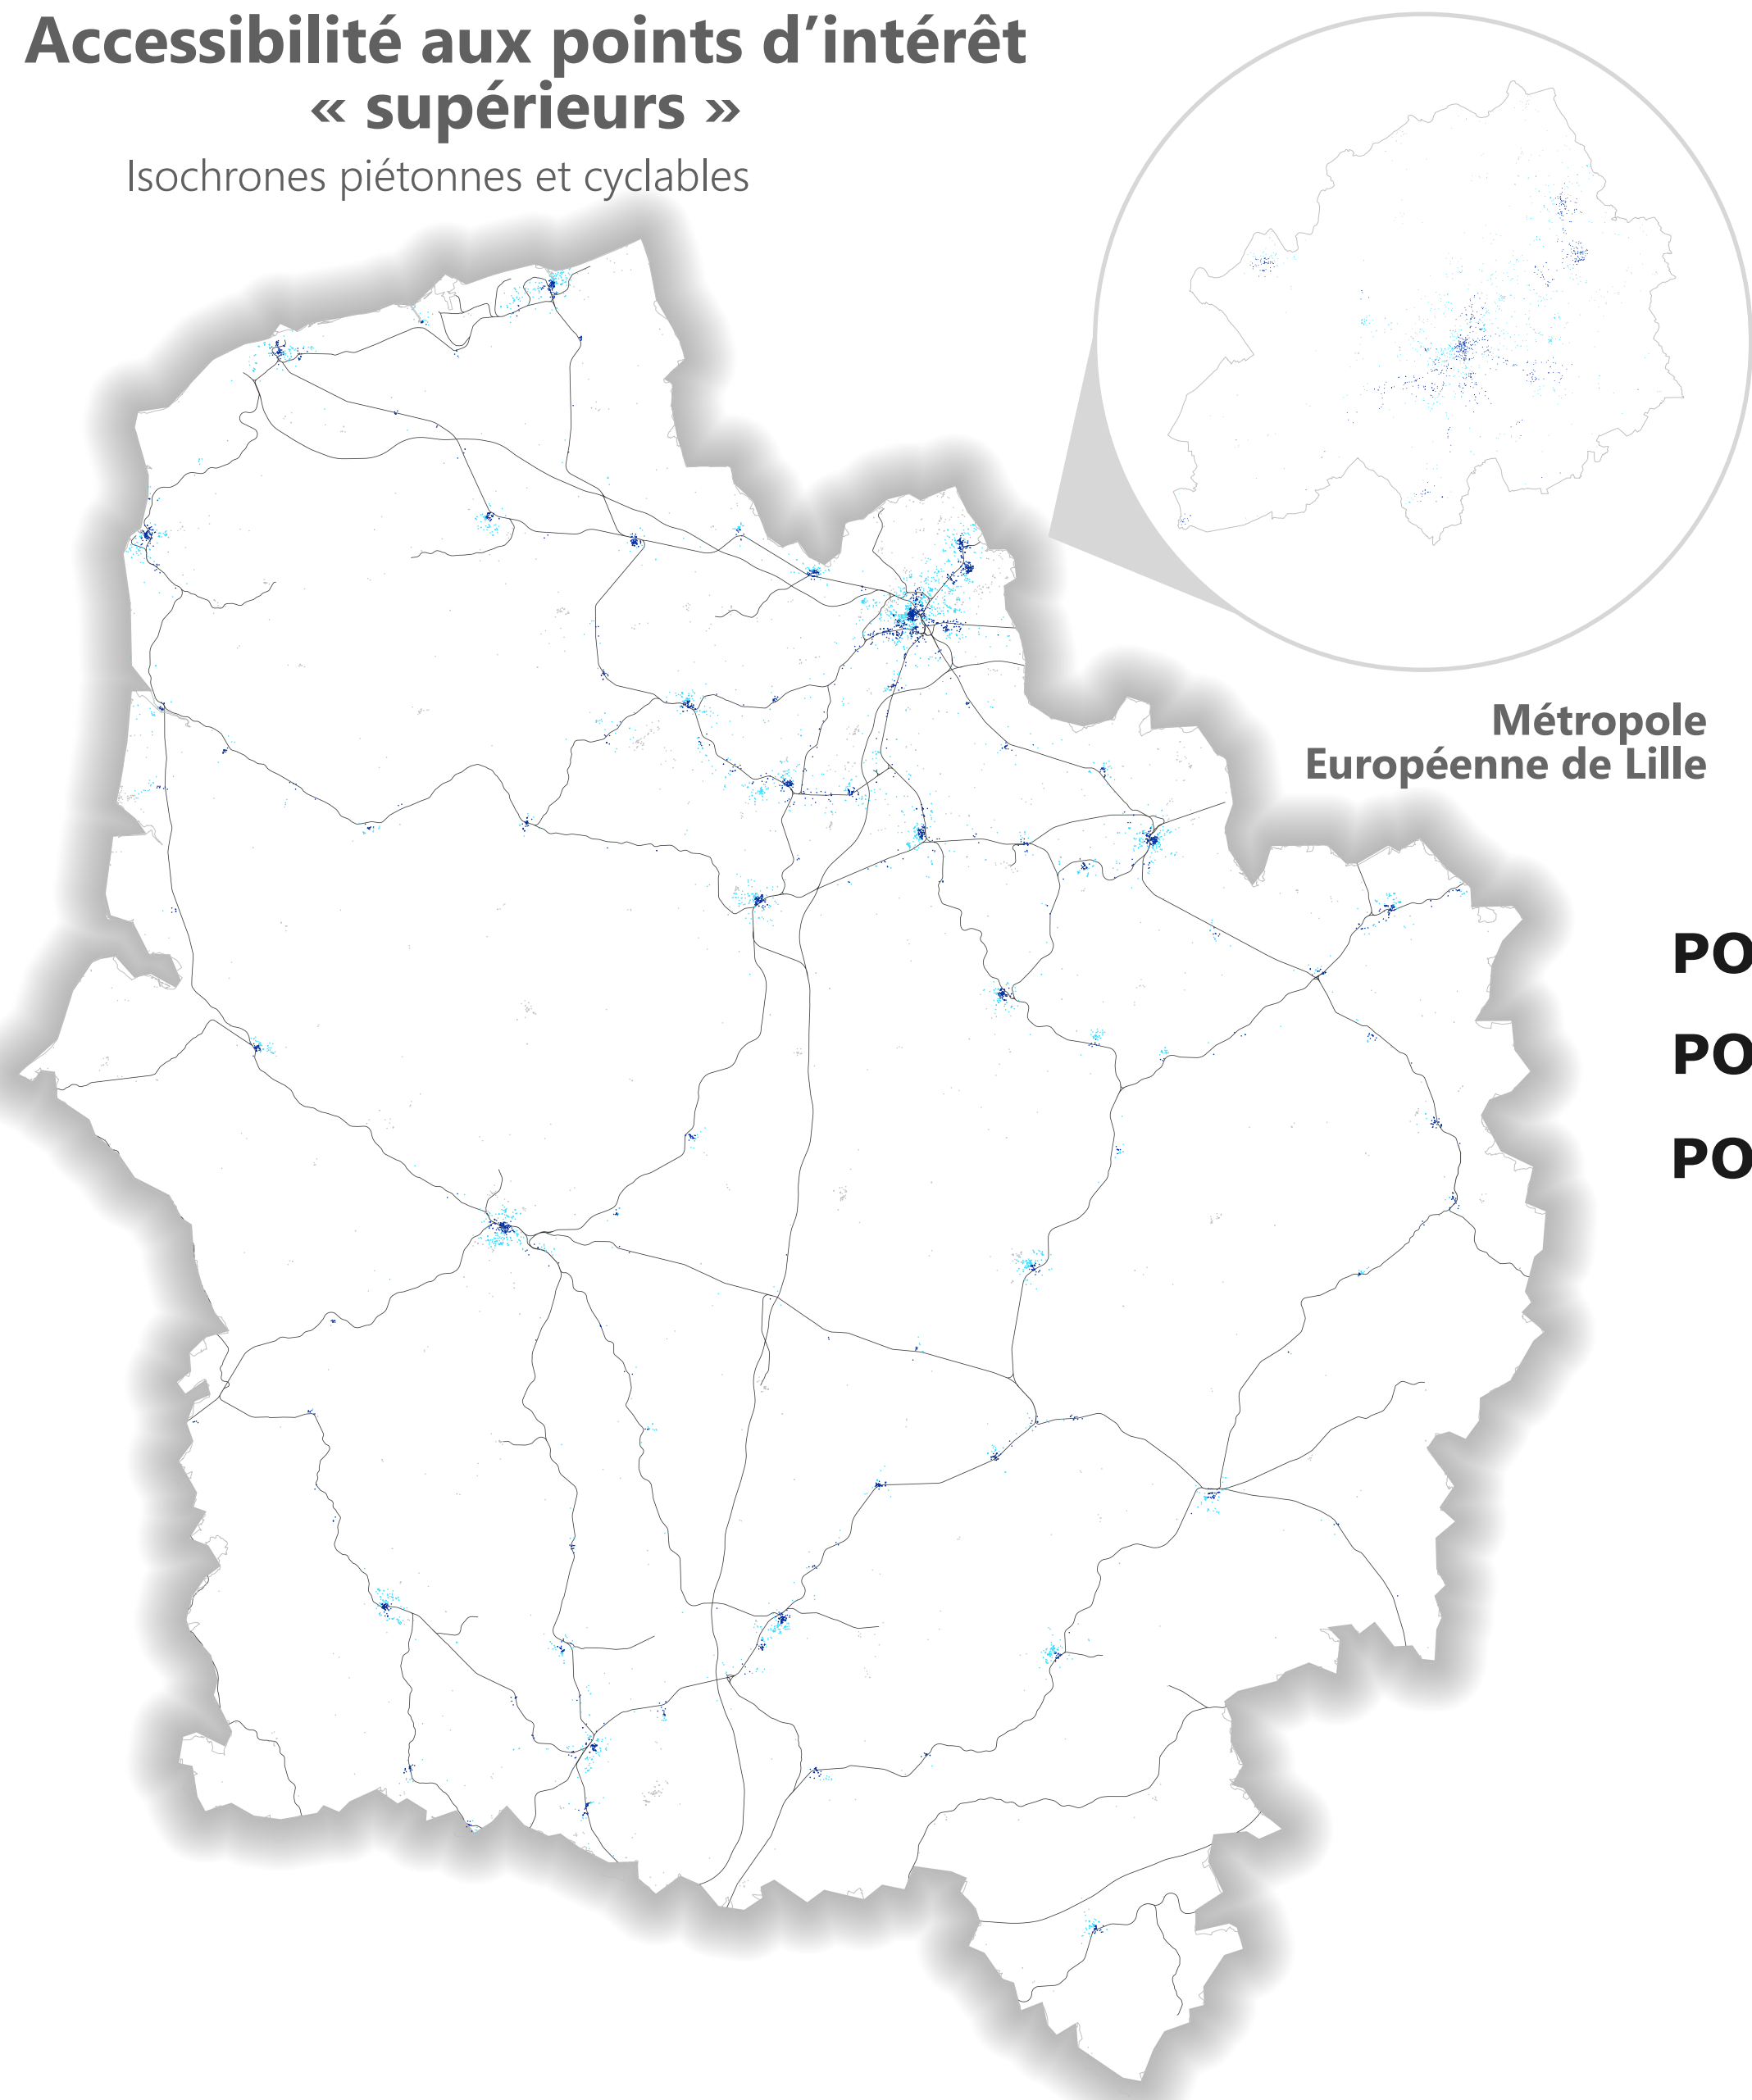 Accessibilité aux points d’intérêt
« supérieurs »
Isochrones piétonnes et cyclables
Métropole
Européenne de Lille
PO
PO
PO